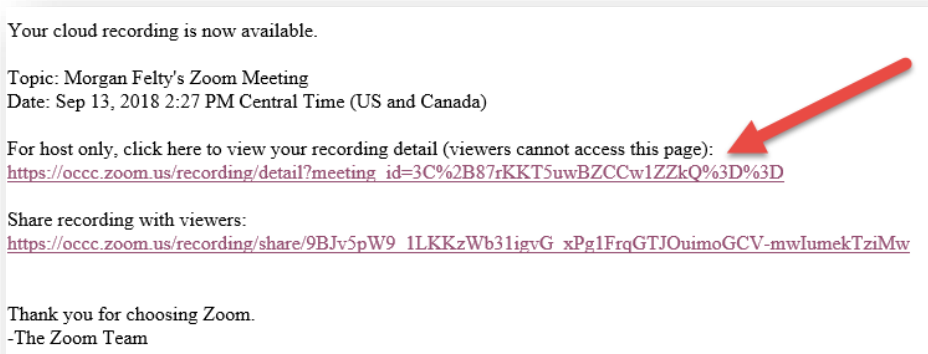 Your cloud recording is now available.
Topic: Morgan Felty's Zoom Meeting
Date: Sep 13, 2018 2:27 PM Central Time (US and Canada)
For host only, click here to view your recording detail (viewers cannot access this page):
https://occc.zoom.us/recording/detail?meeting_id=3C%2B87rKKT5uwBZCCw1ZZkQ%3D%3D
Share recording with viewers:
https://occc.zoom.us/recording/share/9BJv5pW9_1LKKzWb31igvG_xPg1FrqGTJOuimoGCV-mwIumekTziMw
Thank you for choosing Zoom.
-The Zoom Team